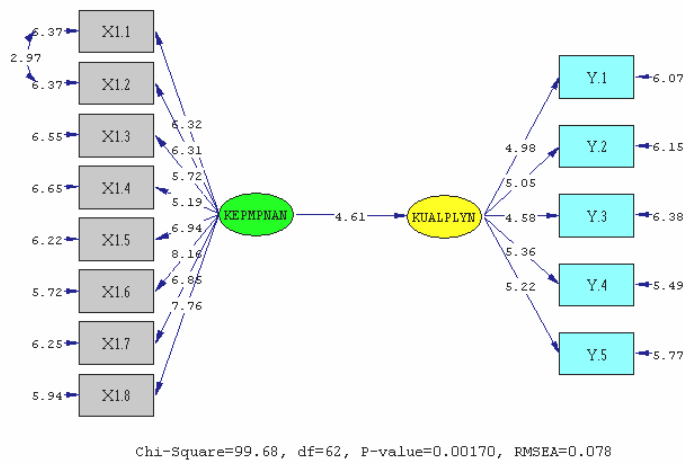 6.37
X1.1
2.97
6.37
X1.2
6.55
X1.3
6.65
X1.4
6.22
X1.5
5.72
X1.6
6.25
X1.7
5.94
X1.8
6.32
6.31
5.72
5.19
6.94
8.16
6.85
7.76
KEPMPNAN
4.61
KUALPLYN
4.98
5.05
4.58
5.36
5.22
Y.1
6.07
Y.2
6.15
Y.3
6.38
Y.4
5.49
Y.5
5.77
Chi-Square=99.68, df=62, P-value=0.00170, RMSEA=0.078